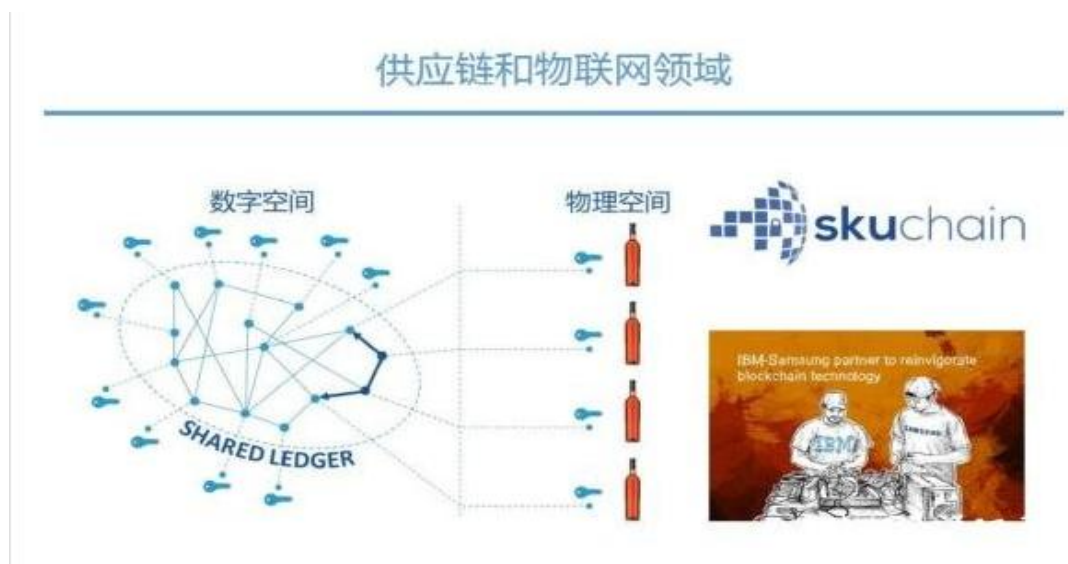 供应链和物联网领域
数字空间
物理空间
skuchain
SHARED LEDGER
IBM-Samsung partner to reinvigorate
blockchain technology
IBM
SAMSUNG